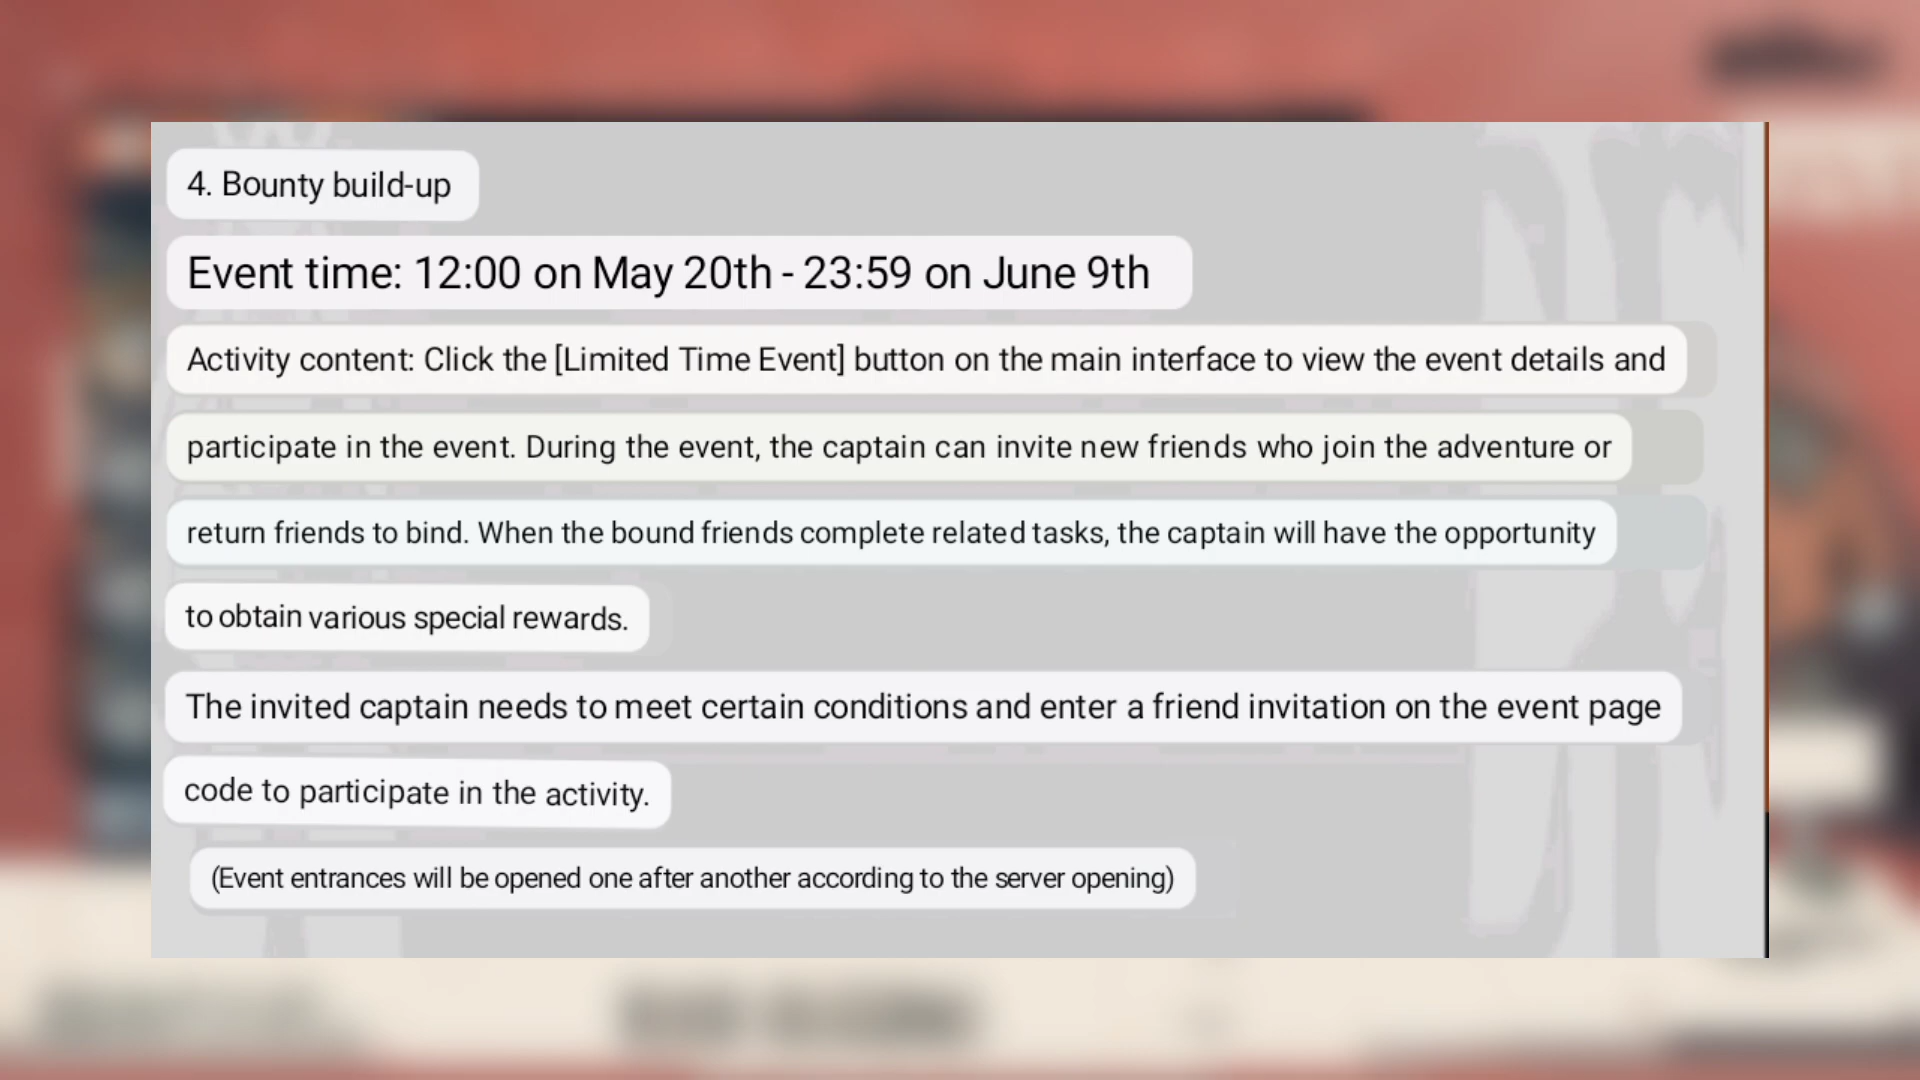 4. Bounty build-up
Event time: 12:00 on May 20th - 23:59 on June 9th
Activity content: Click the [Limited Time Event] button on the main interface to view the event details and
participate in the event. During the event, the captain can invite new friends who join the adventure or
return friends to bind. When the bound friends complete related tasks, the captain will have the opportunity
to obtain various special rewards.
The invited captain needs to meet certain conditions and enter a friend invitation on the event page
code to participate in the activity.
(Event entrances will be opened one after another according to the server opening)